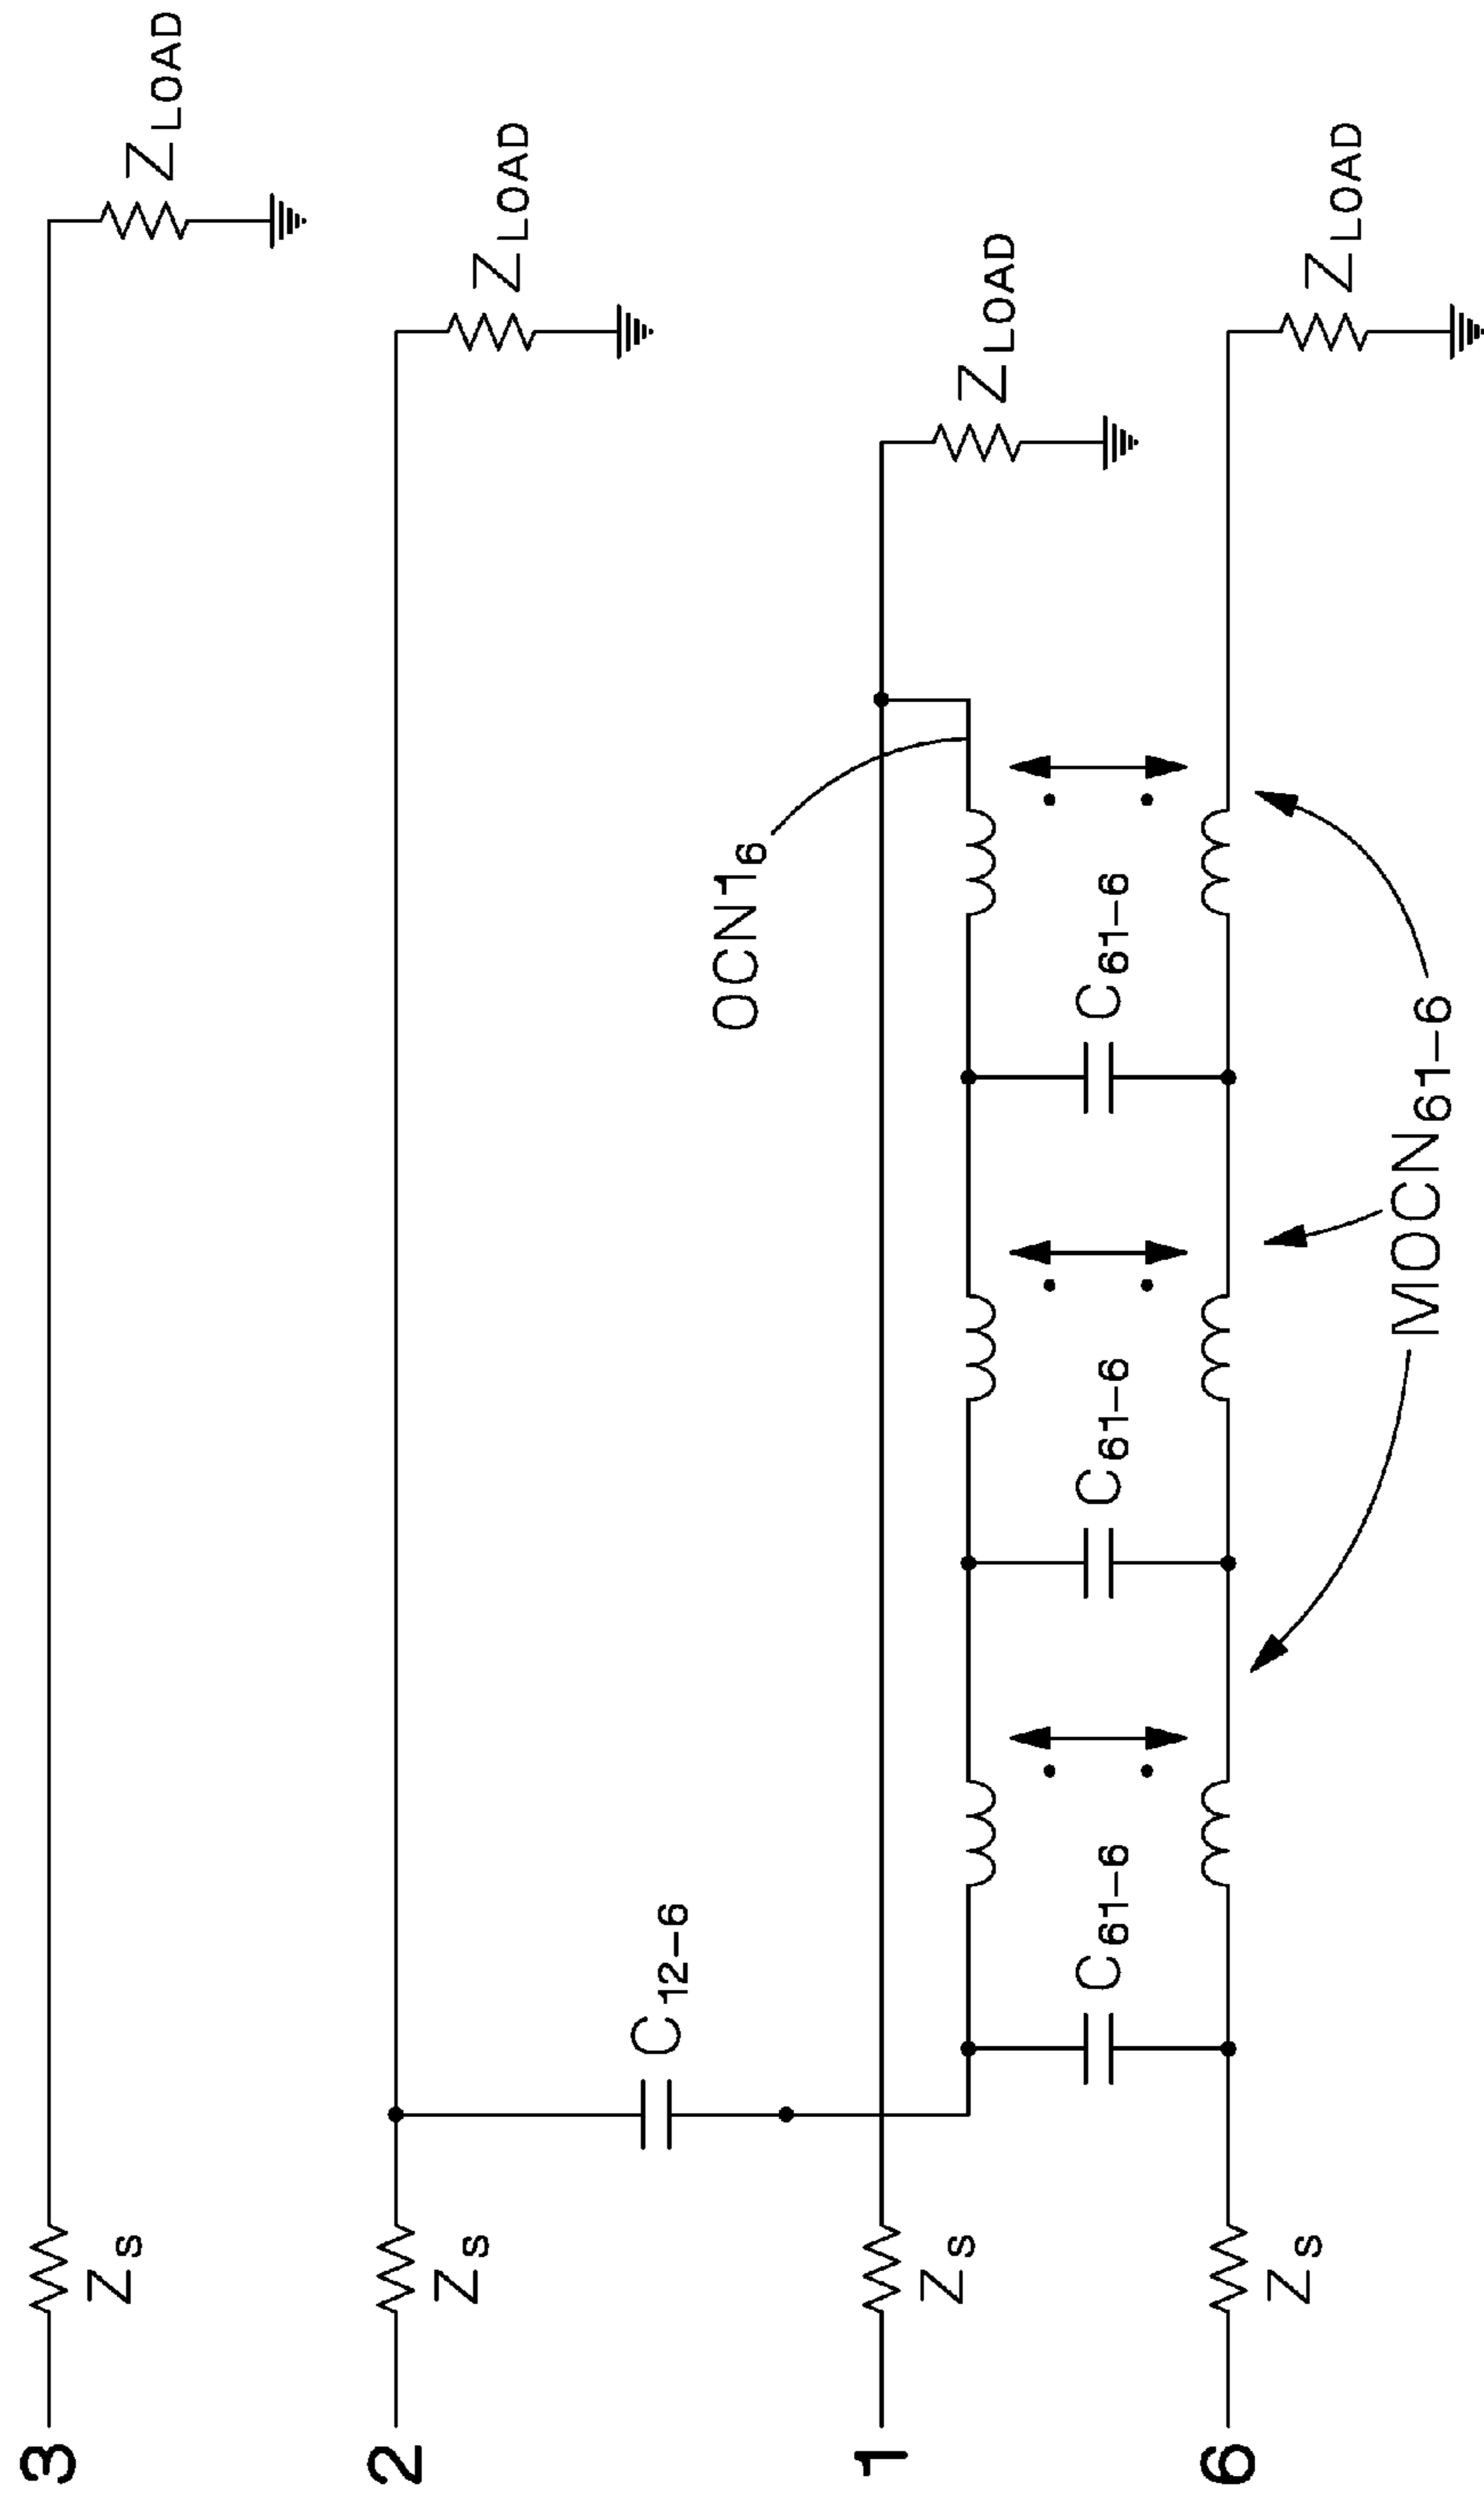 3
Z_S
Z_LOAD
2
Z_S
Z_LOAD
C_12-6
1
Z_S
OCN1_6
Z_LOAD
C_61-6
C_61-6
C_61-6
6
Z_S
Z_LOAD
MOCN_61-6